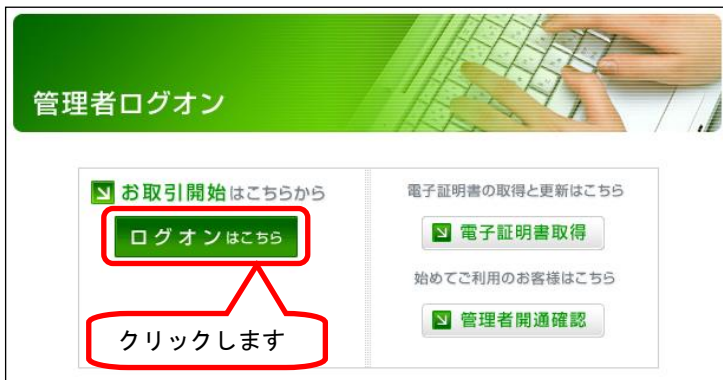 管理者ログオン
お取引開始はこちらから
ログオンはこちら
クリックします
電子証明書の取得と更新はこちら
電子証明書取得
始めてご利用のお客様はこちら
管理者開通確認